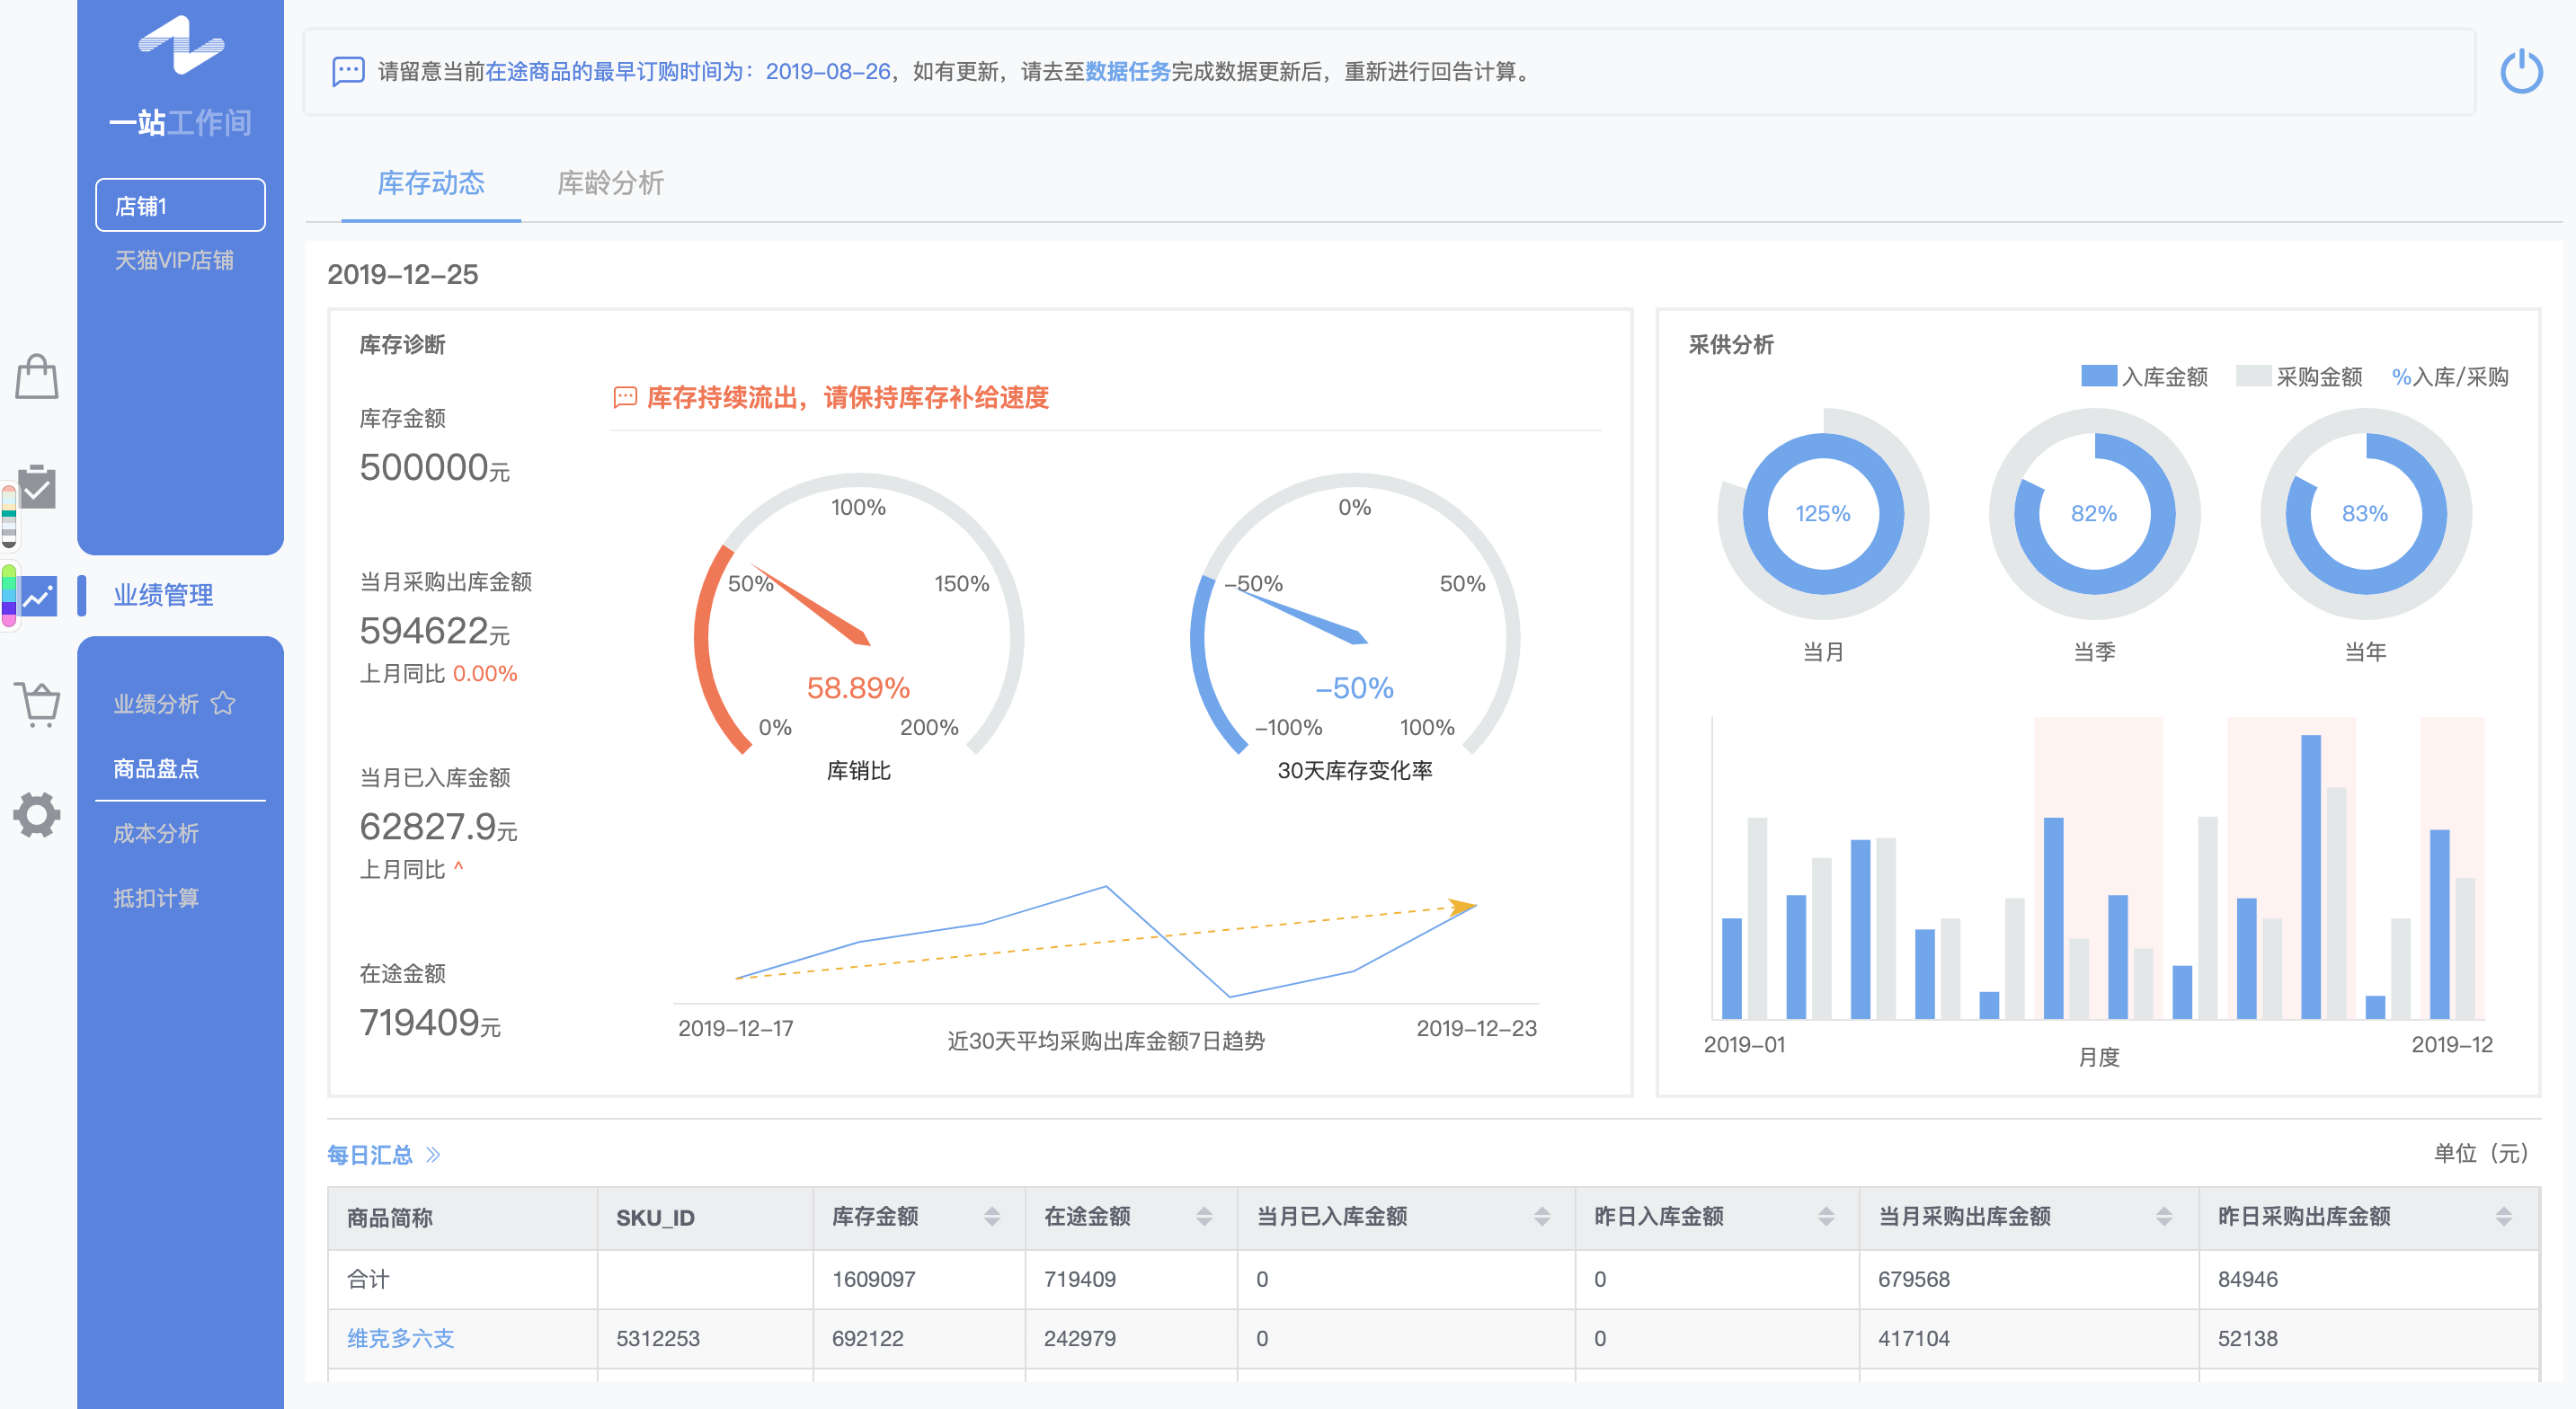 一站工作间
店铺1
天猫VIP店铺
业绩管理
业绩分析
商品盘点
成本分析
抵扣计算
请留意当前在途商品的最早订购时间为：2019-08-26，如有更新，请去至数据任务完成数据更新后，重新进行回告计算。
库存动态 库龄分析
2019-12-25
库存诊断
库存金额
500000元
当月采购出库金额
594622元
上月同比 0.00%
当月已入库金额
62827.9元
上月同比 ^
在途金额
719409元
库存持续流出，请保持库存补给速度
100%
50% 150%
58.89%
0% 200%
库销比
0%
-50% 50%
-50%
-100% 100%
30天库存变化率
2019-12-17 2019-12-23
近30天平均采购出库金额7日趋势
采供分析
入库金额 采购金额 %入库/采购
125% 82% 83%
当月 当季 当年
2019-01 2019-12
月度
每日汇总 »
单位（元）
商品简称 SKU_ID 库存金额 在途金额 当月已入库金额 昨日入库金额 当月采购出库金额 昨日采购出库金额
合计 1609097 719409 0 0 679568 84946
维克多六支 5312253 692122 242979 0 0 417104 52138